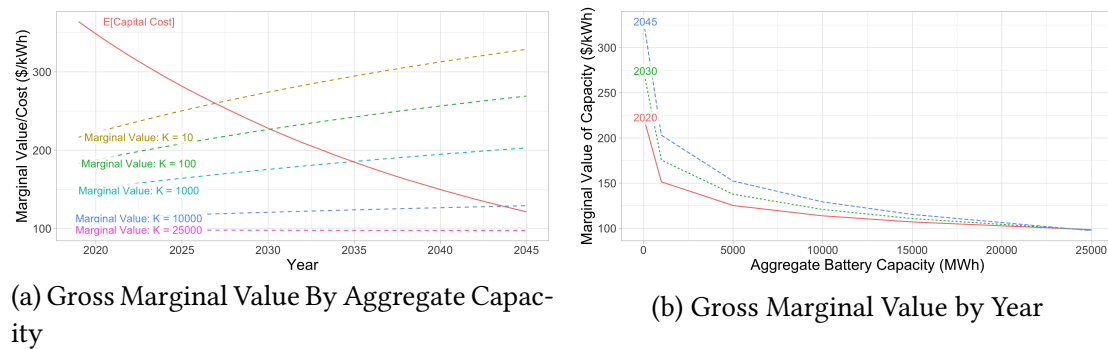 Marginal Value/Cost ($/kWh)
300
200
100
E[Capital Cost]
Marginal Value: K = 10
Marginal Value: K = 100
Marginal Value: K = 1000
Marginal Value: K = 10000
Marginal Value: K = 25000
2020 2025 2030 2035 2040 2045
Year
(a) Gross Marginal Value By Aggregate Capac-
ity
Marginal Value of Capacity ($/kWh)
300
250
200
150
100
2045
2030
2020
0 5000 10000 15000 20000 25000
Aggregate Battery Capacity (MWh)
(b) Gross Marginal Value by Year